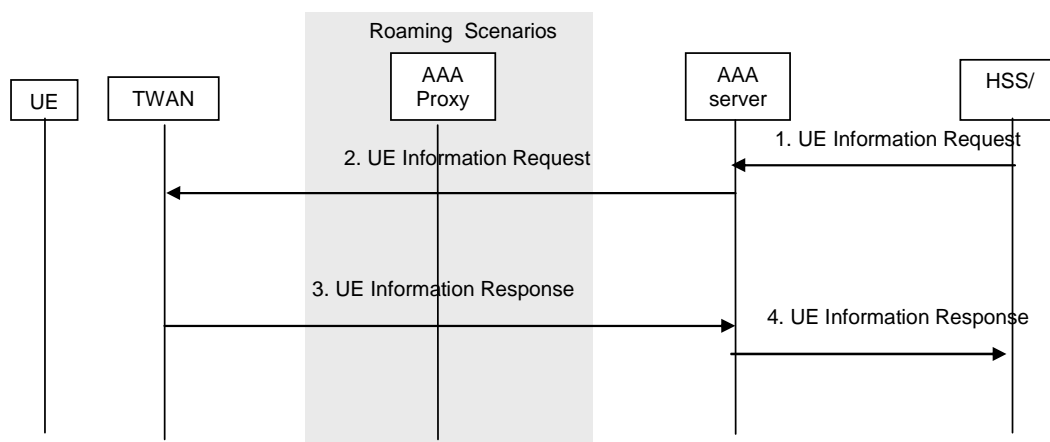 Roaming Scenarios
UE
TWAN
AAA
Proxy
AAA
server
HSS/
1. UE Information Request
2. UE Information Request
3. UE Information Response
4. UE Information Response